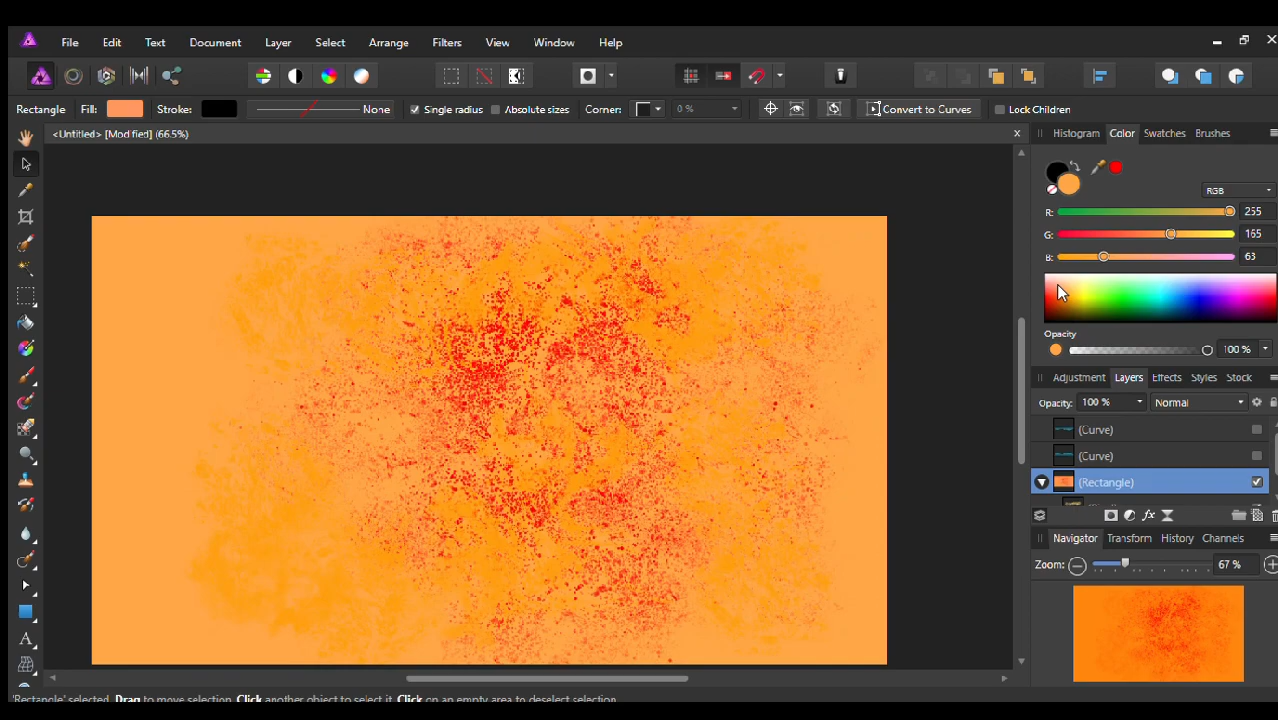 File Edit Text Document Layer Select Arrange Filters View Window Help
Rectangle Fill: Stroke: None Single radius Absolute sizes Corner: 0 % Convert to Curves Lock Children
<Untitled> [Modified] (66.5%)
Histogram Color Swatches Brushes
RGB
R: 255
G: 165
B: 63
Opacity
100 %
Adjustment Layers Effects Styles Stock
Opacity: 100 % Normal
(Curve)
(Curve)
(Rectangle)
Navigator Transform History Channels
Zoom: 67 %
'Rectangle' selected. Drag to move selection. Click another object to select it. Click on an empty area to deselect selection.